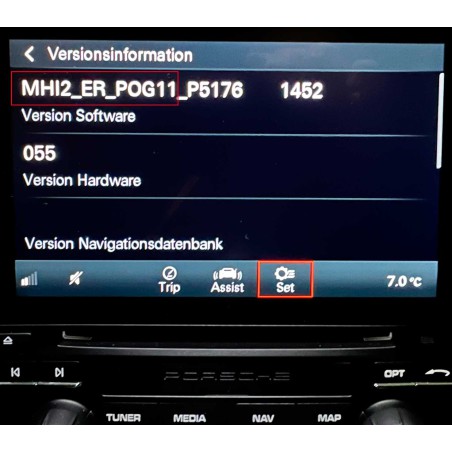 Versionsinformation
MHI2_ER_POG11_P5176 1452
Version Software
055
Version Hardware
Version Navigationsdatenbank
Trip Assist Set 7.0 °C
PORSCHE OPT
TUNER MEDIA NAV MAP